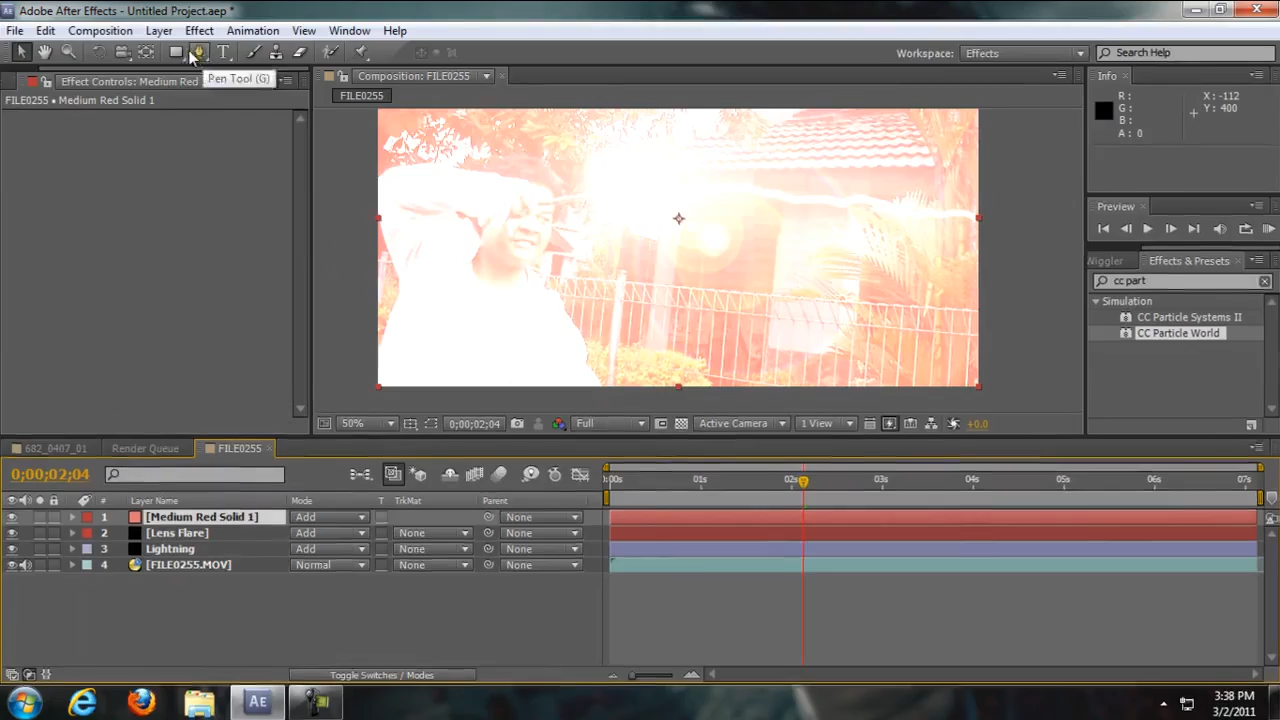 Adobe After Effects - Untitled Project.aep *
File Edit Composition Layer Effect Animation View Window Help
T Workspace: Effects Search Help
Pen Tool (G)
Effect Controls: Medium Red
FILE0255 • Medium Red Solid 1
Composition: FILE0255
FILE0255
Info
R :
G :
B :
A : 0
X : -112
Y : 400
Preview
Wiggler Effects & Presets
cc part
Simulation
CC Particle Systems II
CC Particle World
50% 0;00;02;04 Full Active Camera 1 View +0.0
682_0407_01 Render Queue FILE0255
0;00;02;04
:00s 01s 02s 03s 04s 05s 06s 07s
# Layer Name Mode T TrkMat Parent
1 [Medium Red Solid 1] Add None
2 [Lens Flare] Add None None
3 Lightning Add None None
4 [FILE0255.MOV] Normal None None
Toggle Switches / Modes
Ae
3:38 PM
3/2/2011